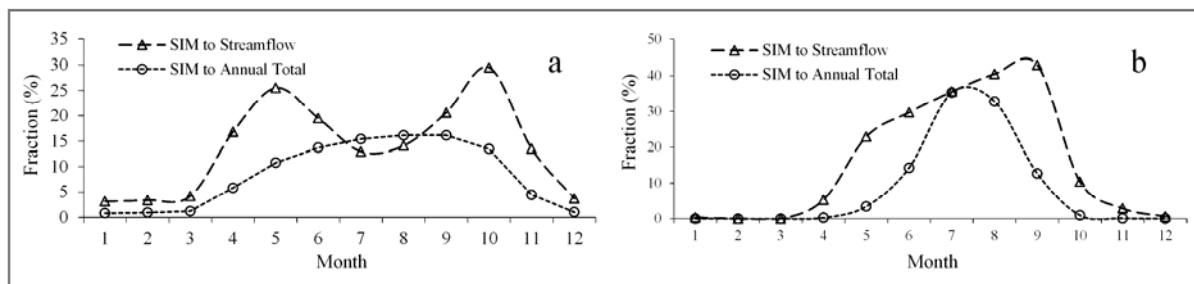 35
30
25
20
15
10
5
0
Fraction (%)
SIM to Streamflow
SIM to Annual Total
a
1 2 3 4 5 6 7 8 9 10 11 12
Month
50
40
30
20
10
0
Fraction (%)
SIM to Streamflow
SIM to Annual Total
b
1 2 3 4 5 6 7 8 9 10 11 12
Month